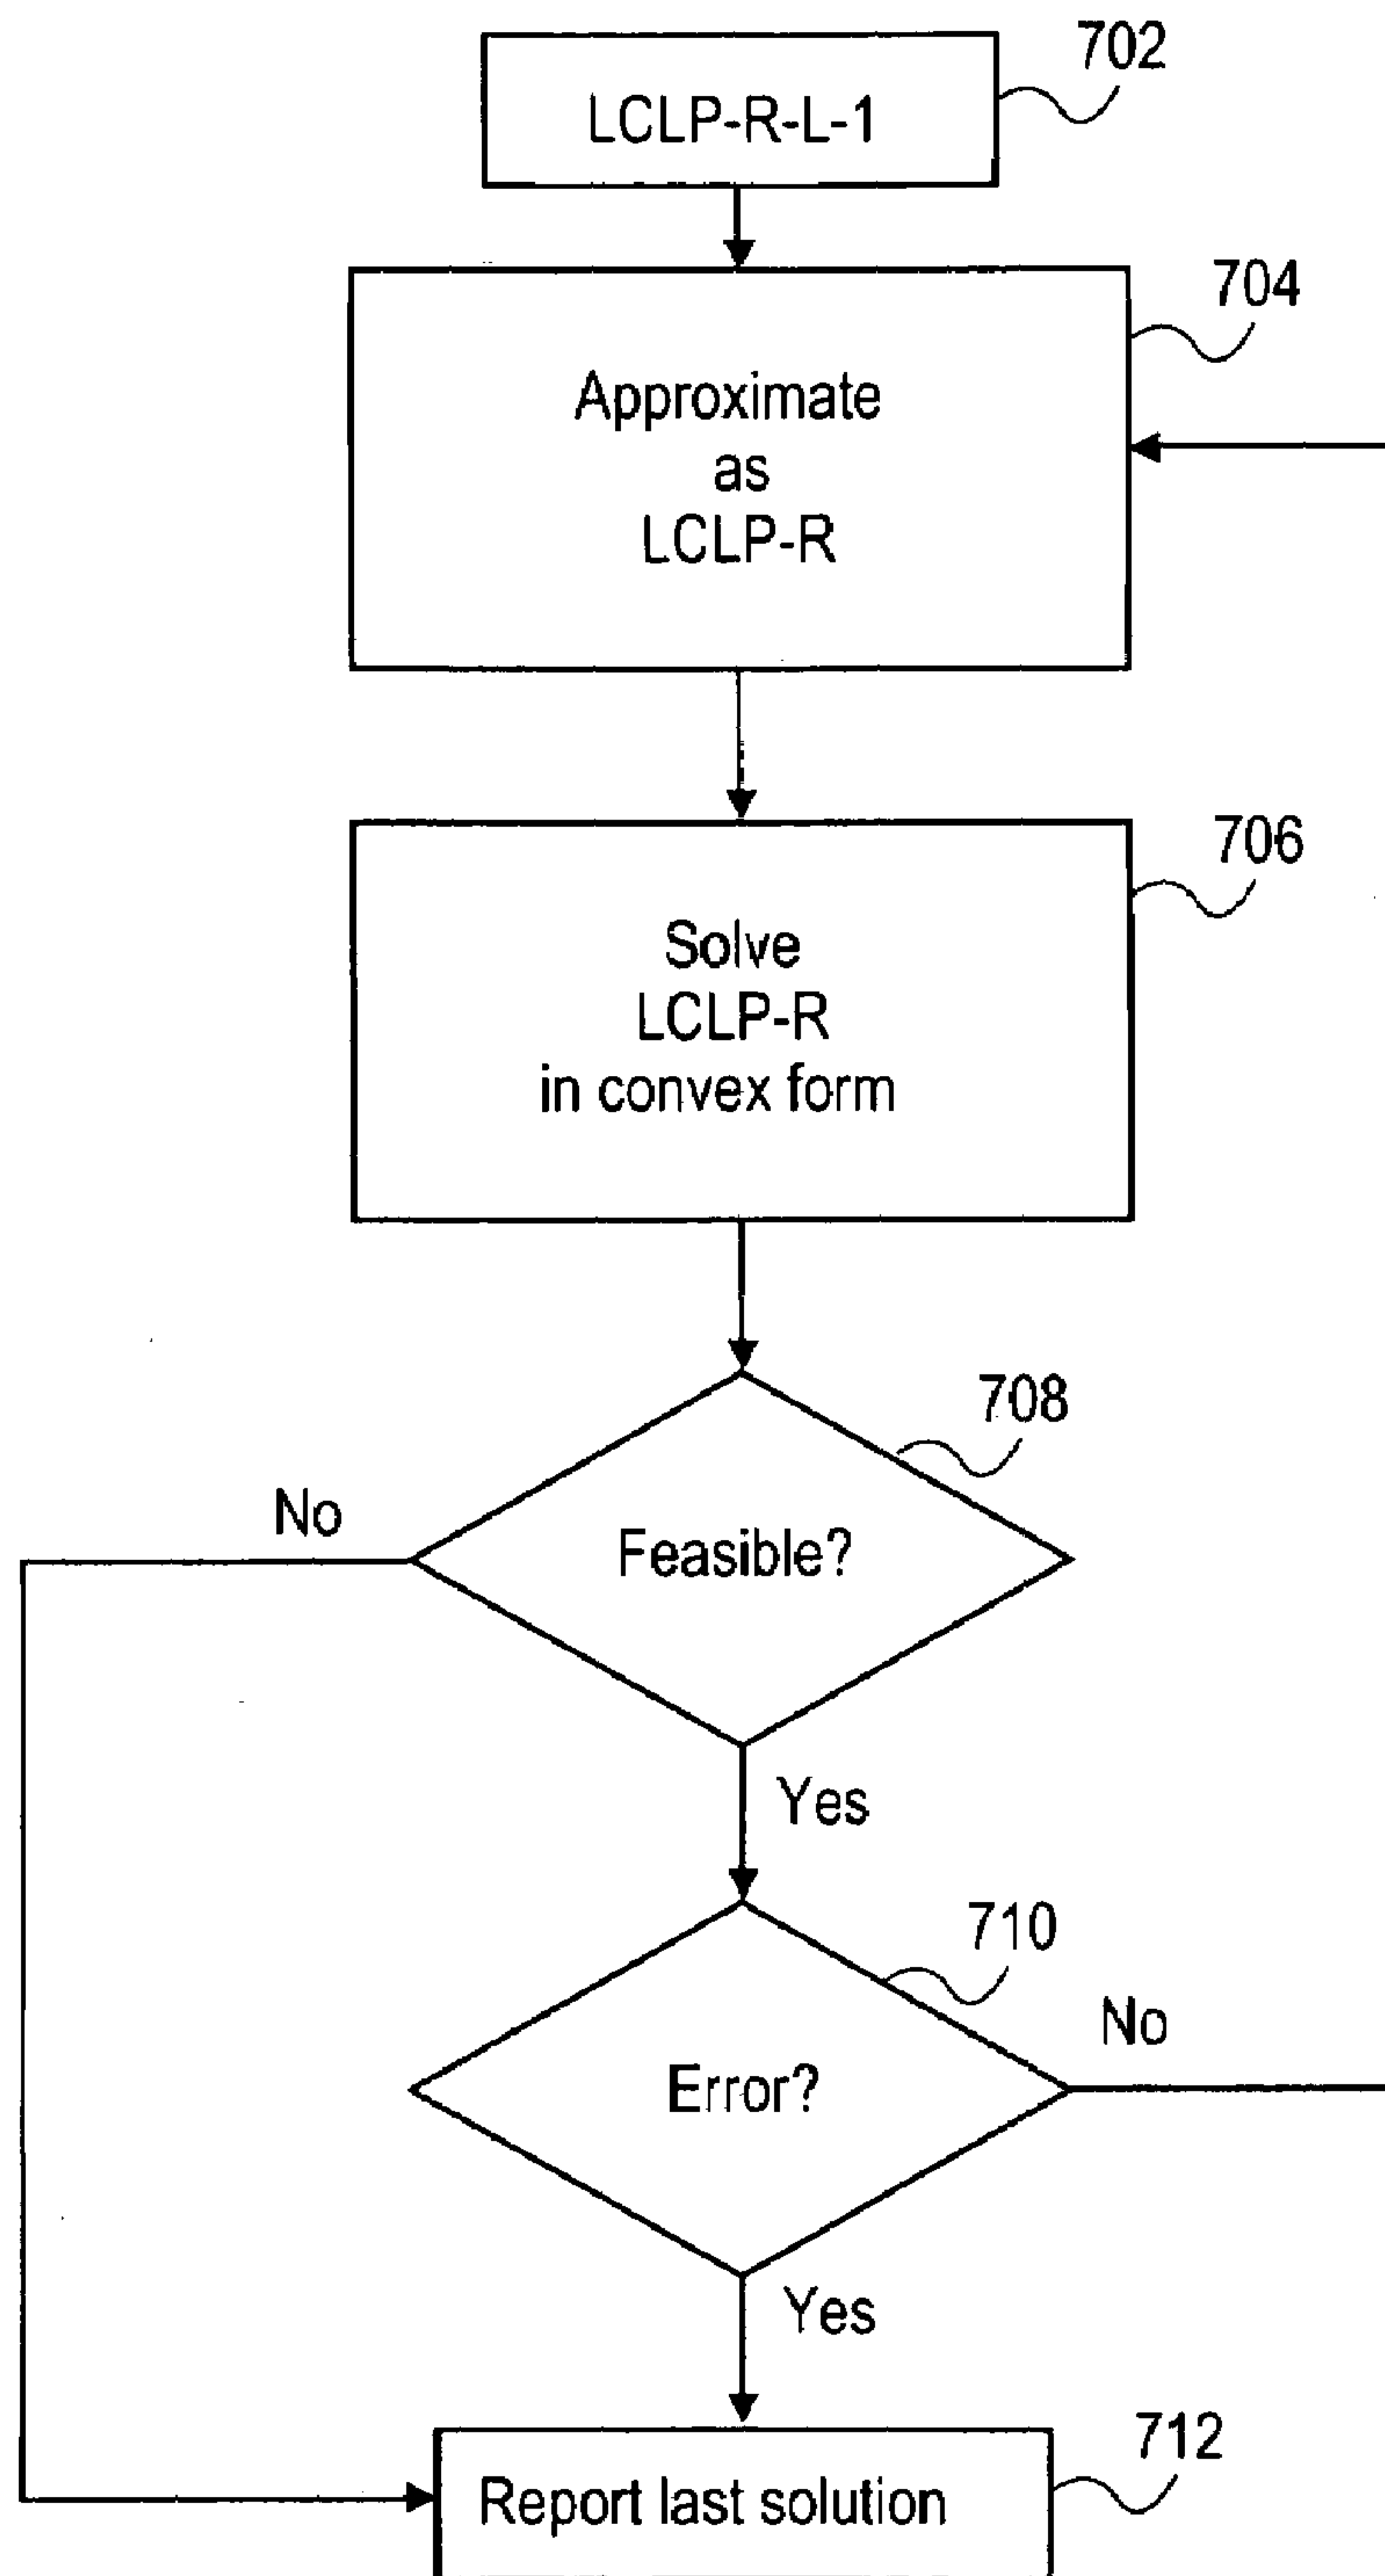 702
LCLP-R-L-1
704
Approximate
as
LCLP-R
706
Solve
LCLP-R
in convex form
708
No
Feasible?
Yes
710
No
Error?
Yes
712
Report last solution